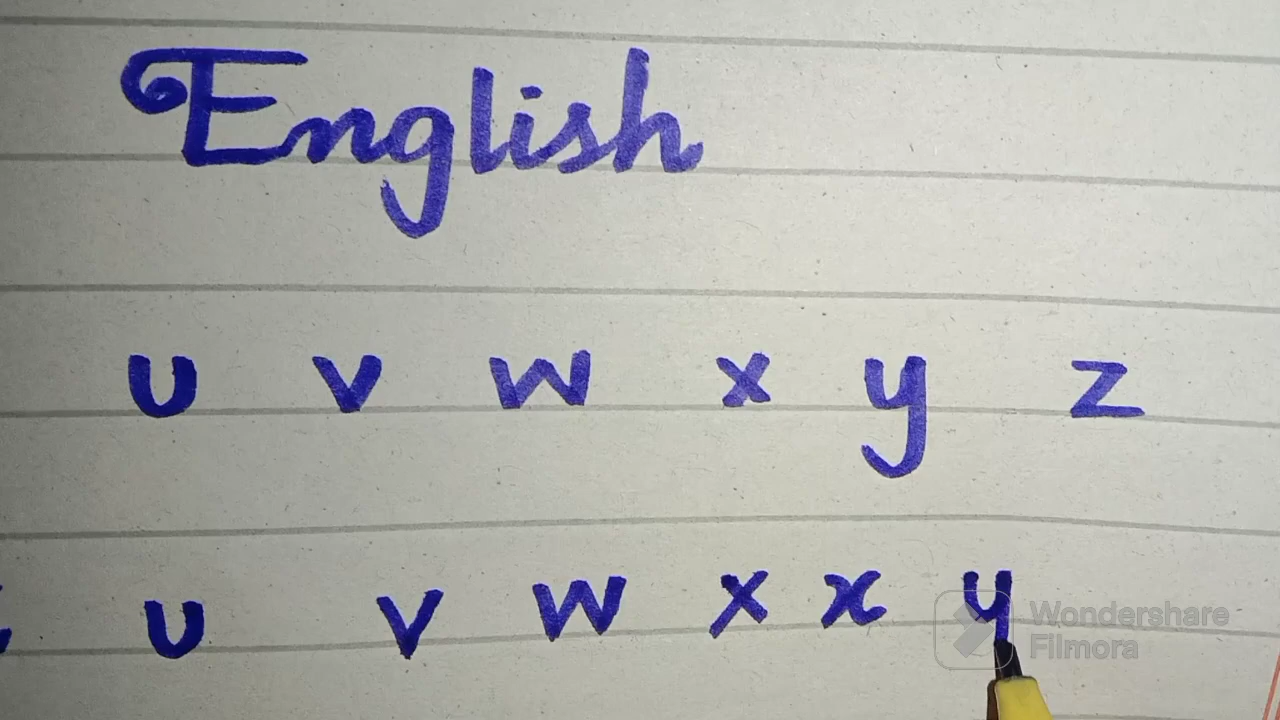 English
u v w x y z
u v w x x y
Wondershare
Filmora